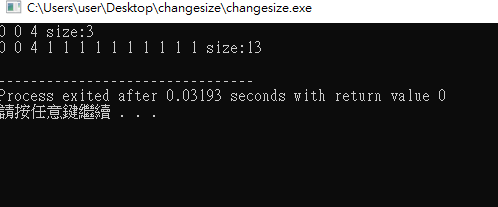 C:\Users\user\Desktop\changesize\changesize.exe
0 0 4 size:3
0 0 4 1 1 1 1 1 1 1 1 1 1 size:13
--------------------------------
Process exited after 0.03193 seconds with return value 0
請按任意鍵繼續 . . .